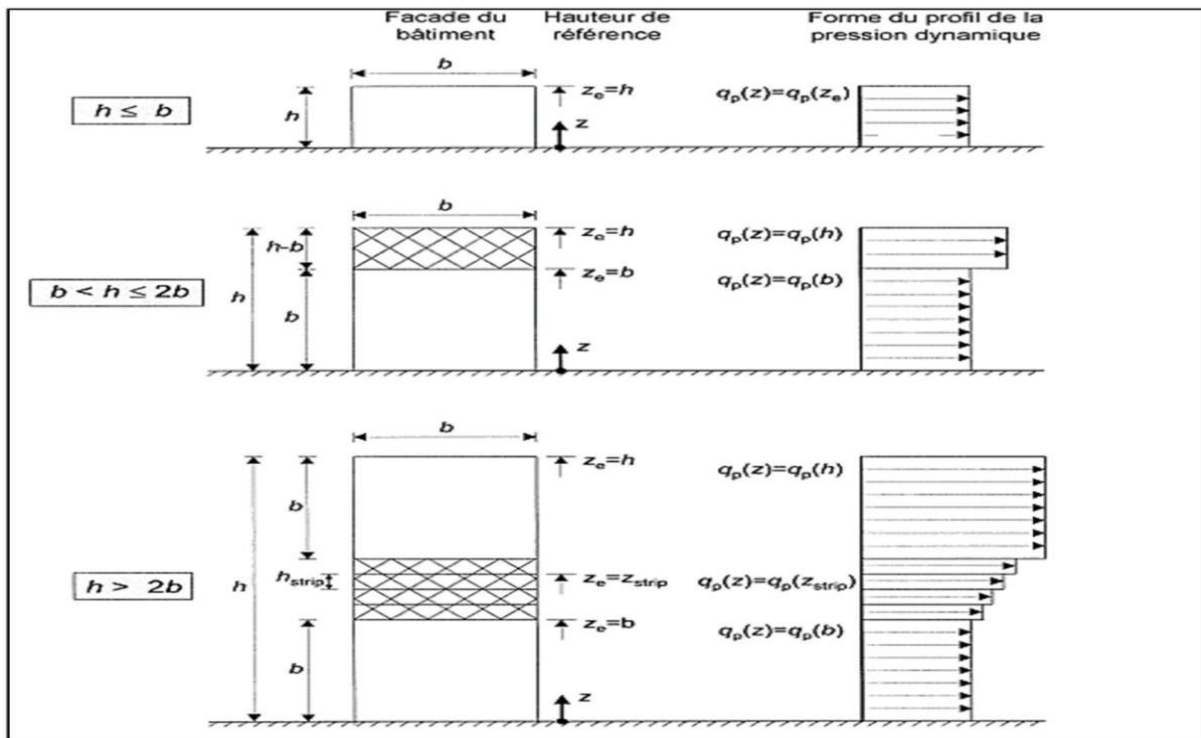 Facade du bâtiment
Hauteur de référence
Forme du profil de la pression dynamique
h ≤ b
b
h
z_e=h
z
q_p(z)=q_p(z_e)
b < h ≤ 2b
b
h-b
h
b
z_e=h
z_e=b
z
q_p(z)=q_p(h)
q_p(z)=q_p(b)
h > 2b
b
b
h
h_strip
b
z_e=h
z_e=z_strip
z_e=b
z
q_p(z)=q_p(h)
q_p(z)=q_p(z_strip)
q_p(z)=q_p(b)